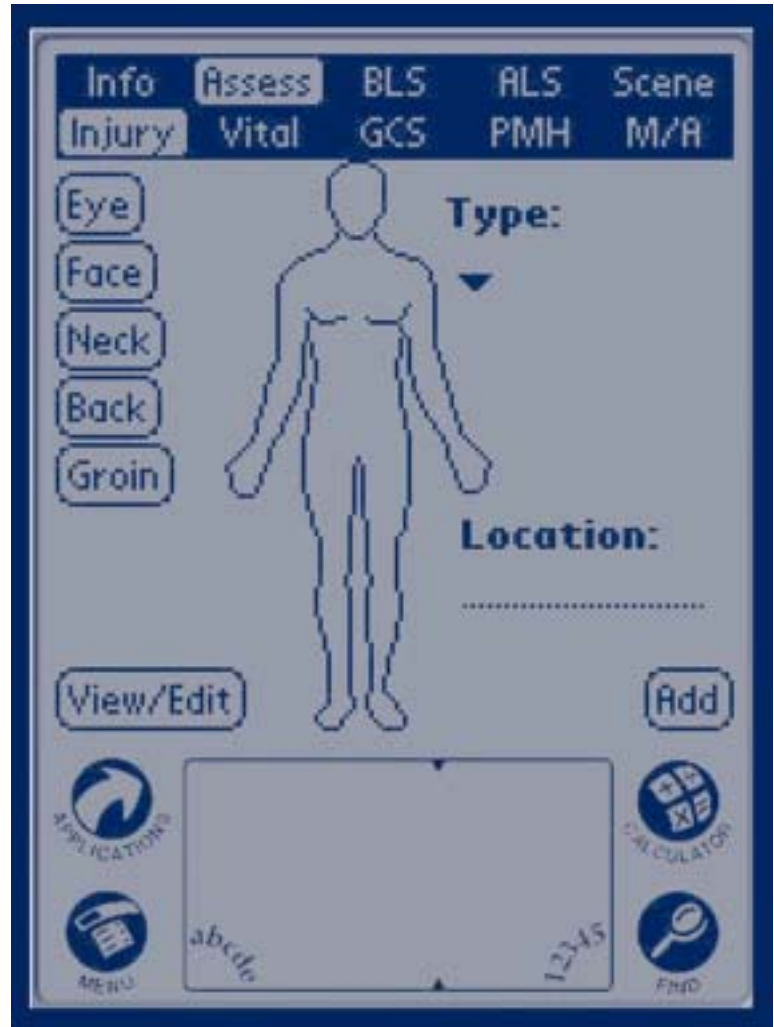 Info Assess BLS ALS Scene
Injury Vital GCS PMH M/A
Eye
Type:
Face
Neck
Back
Groin
Location:
View/Edit
Add
APPLICATIONS
CALCULATOR
abcde
12345
MENU
FIND